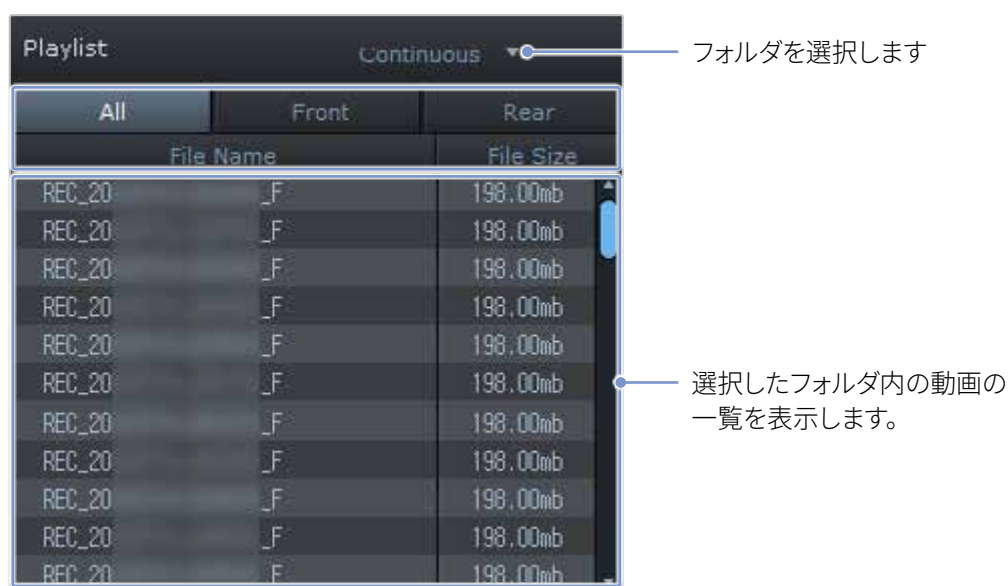 Playlist Continuous フォルダを選択します
All Front Rear
File Name File Size
REC_20 _F 198.00mb
REC_20 _F 198.00mb
REC_20 _F 198.00mb
REC_20 _F 198.00mb
REC_20 _F 198.00mb
REC_20 _F 198.00mb
選択したフォルダ内の動画の
一覧を表示します。
REC_20 _F 198.00mb
REC_20 _F 198.00mb
REC_20 _F 198.00mb
REC_20 _F 198.00mb
REC_20 _F 198.00mb